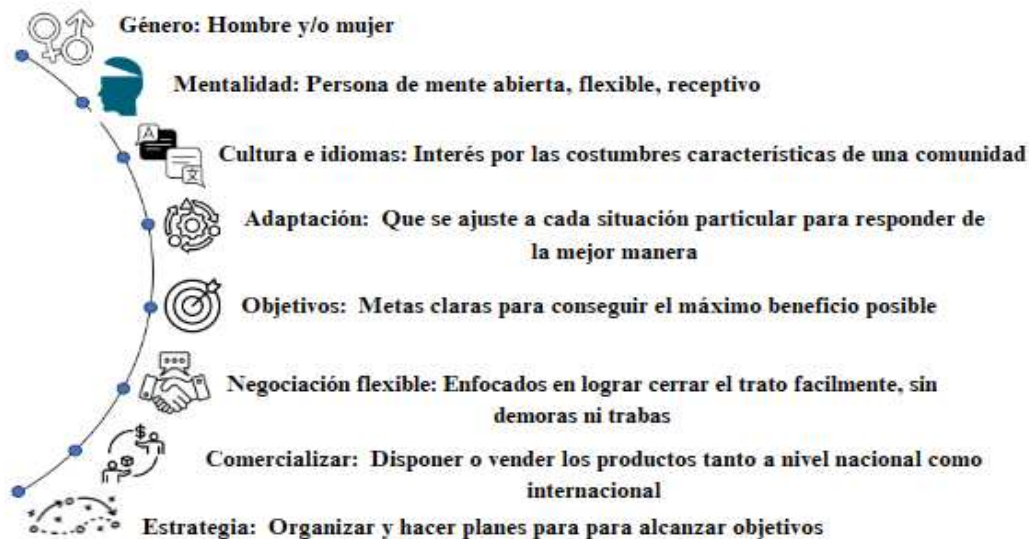 Género: Hombre y/o mujer
Mentalidad: Persona de mente abierta, flexible, receptivo
Cultura e idiomas: Interés por las costumbres características de una comunidad
Adaptación: Que se ajuste a cada situación particular para responder de
la mejor manera
Objetivos: Metas claras para conseguir el máximo beneficio posible
Negociación flexible: Enfocados en lograr cerrar el trato facilmente, sin
demoras ni trabas
Comercializar: Disponer o vender los productos tanto a nivel nacional como
internacional
Estrategia: Organizar y hacer planes para para alcanzar objetivos